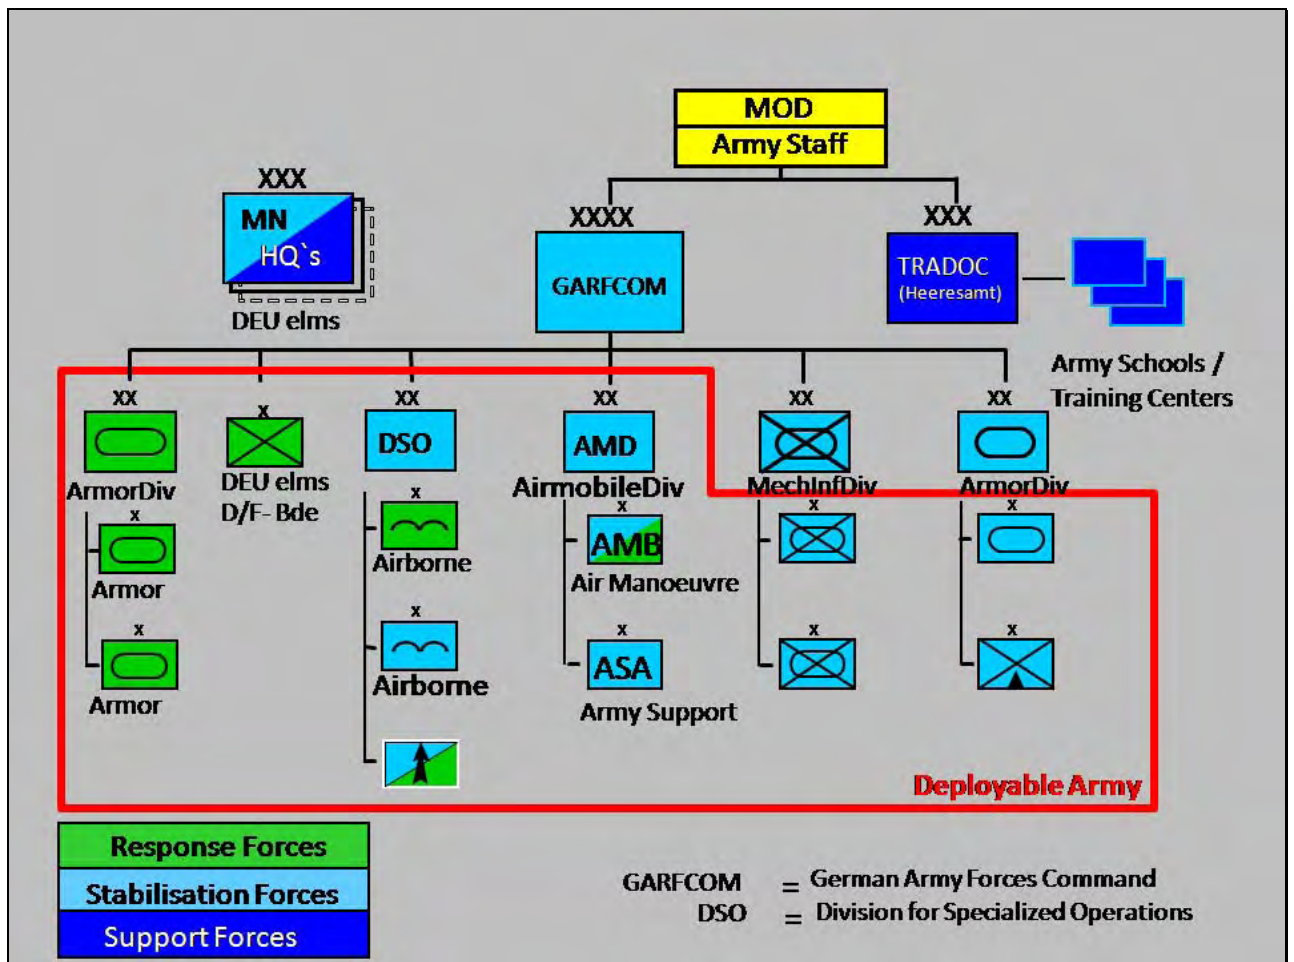 MOD
Army Staff
XXX
MN
HQ`s
DEU elms
XXXX
GARFCOM
XXX
TRADOC
(Heeresamt)
Army Schools /
Training Centers
XX
ArmorDiv
X
Armor
X
Armor
X
DEU elms
D/F- Bde
XX
DSO
X
Airborne
X
Airborne
XX
AMD
AirmobileDiv
X
AMB
Air Manoeuvre
X
ASA
Army Support
XX
MechInfDiv
X
X
XX
ArmorDiv
X
X
Deployable Army
Response Forces
Stabilisation Forces
Support Forces
GARFCOM = German Army Forces Command
DSO = Division for Specialized Operations